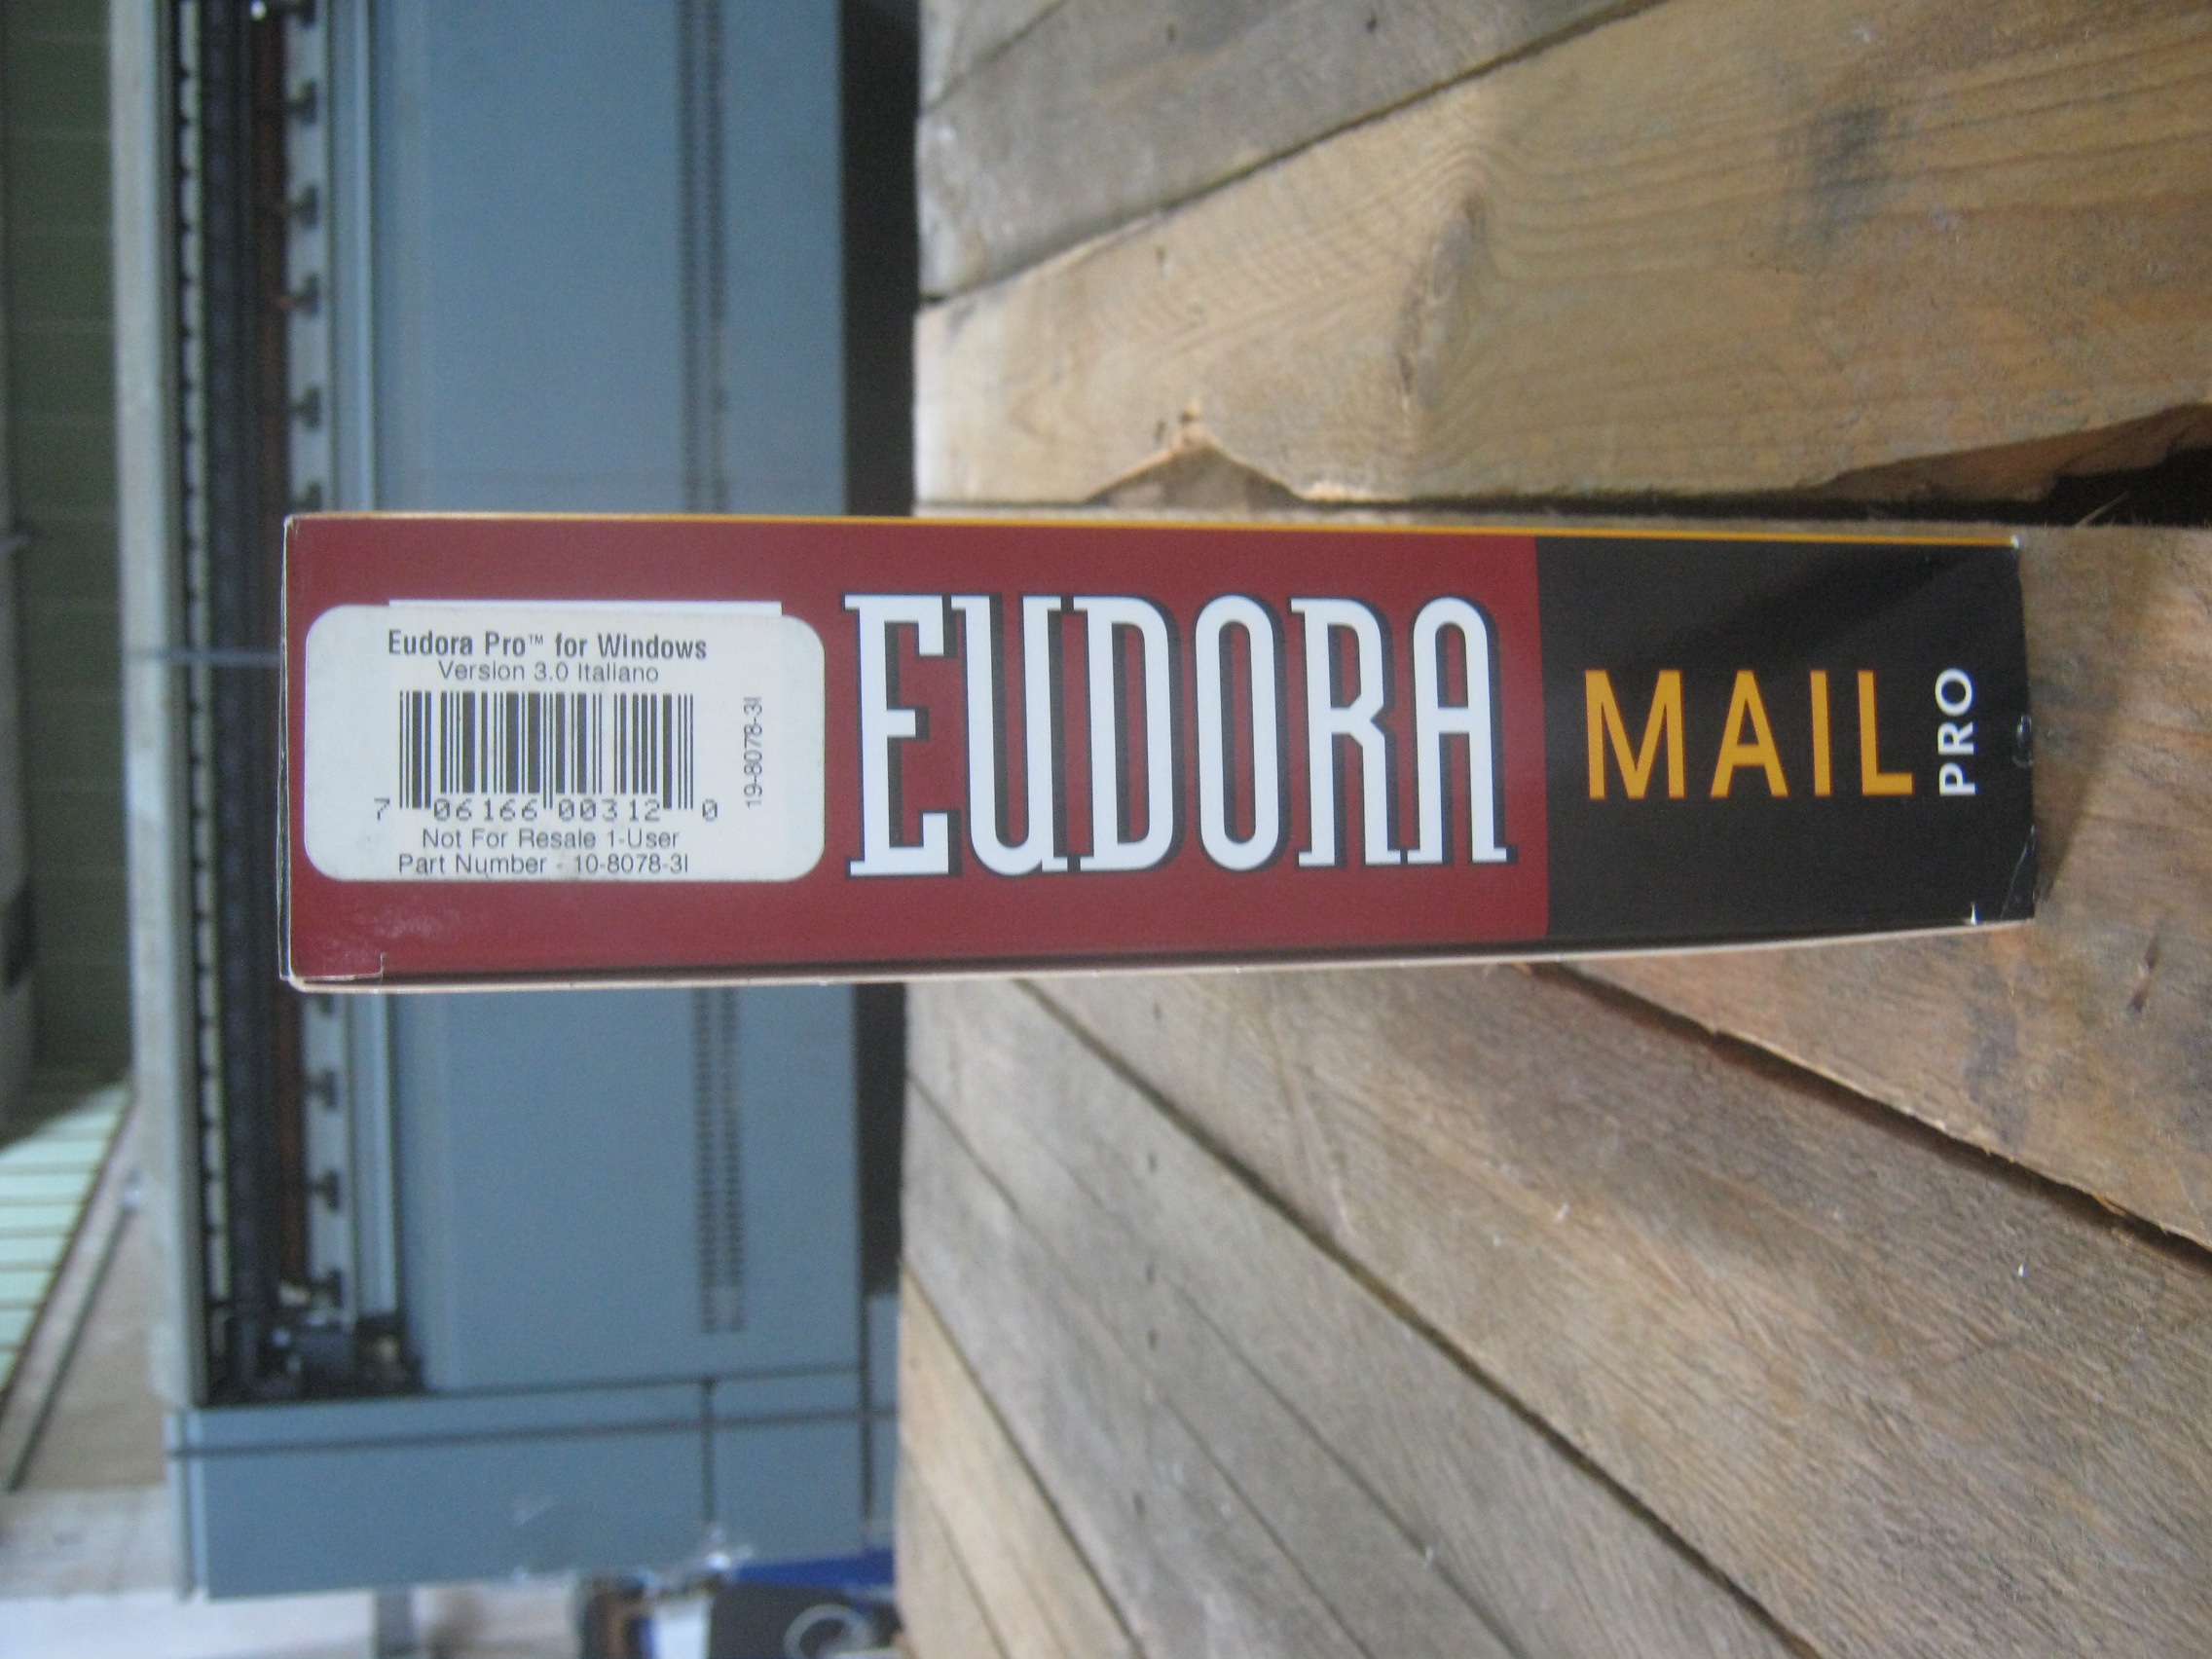 Eudora Pro™ for Windows
Version 3.0 Italiano
7 06166 00312 0
19-8078-3I
Not For Resale 1-User
Part Number - 10-8078-3I
EUDORA
MAIL
PRO